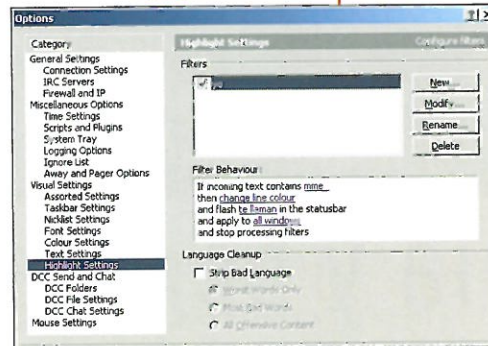 Options
Category
General Settings
Connection Settings
IRC Servers
Firewall and IP
Miscellaneous Options
Time Settings
Scripts and Plugins
System Tray
Logging Options
Ignore List
Away and Pager Options
Visual Settings
Assorted Settings
Taskbar Settings
Nicklist Settings
Font Settings
Colour Settings
Text Settings
Highlight Settings
DCC Send and Chat
DCC Folders
DCC File Settings
DCC Chat Settings
Mouse Settings
Highlight Settings
Configure filters
Filters
New...
Modify...
Rename...
Delete
Filter Behaviour
If incoming text contains mme
then change line colour
and flash te llaman in the statusbar
and apply to all windows
and stop processing filters
Language Cleanup
Strip Bad Language
Worst Words Only
Most Bad Words
All Offensive Content